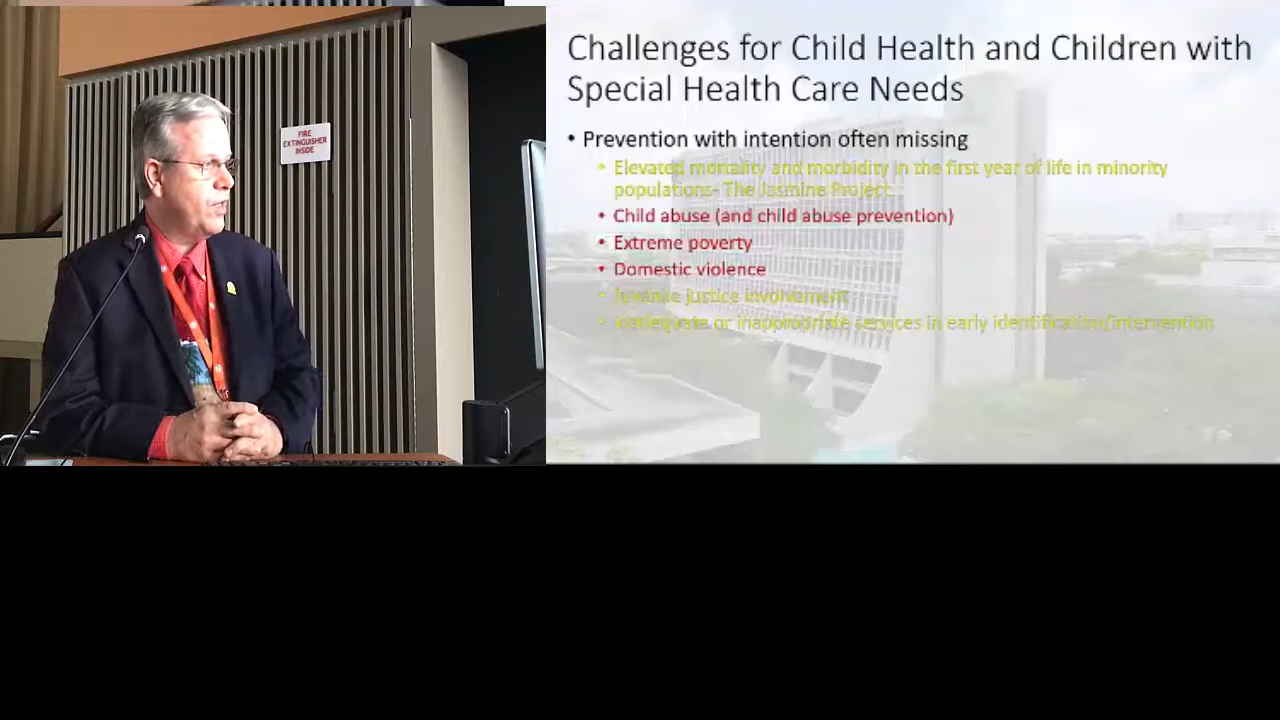 FIRE
EXTINGUISHER
INSIDE
Challenges for Child Health and Children with
Special Health Care Needs
• Prevention with intention often missing
• Elevated mortality and morbidity in the first year of life in minority
populations- The Jasmine Project
• Child abuse (and child abuse prevention)
• Extreme poverty
• Domestic violence
• Juvenile justice involvement
• Inadequate or inappropriate services in early identification/intervention